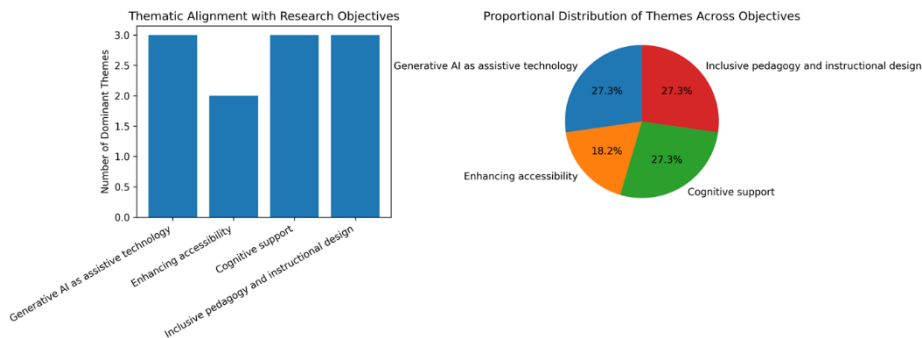 Thematic Alignment with Research Objectives
Number of Dominant Themes
3.0
2.5
2.0
1.5
1.0
0.5
0.0
Generative AI as assistive technology
Enhancing accessibility
Cognitive support
Inclusive pedagogy and instructional design
Proportional Distribution of Themes Across Objectives
Generative AI as assistive technology
27.3%
Inclusive pedagogy and instructional design
27.3%
Enhancing accessibility
18.2%
Cognitive support
27.3%